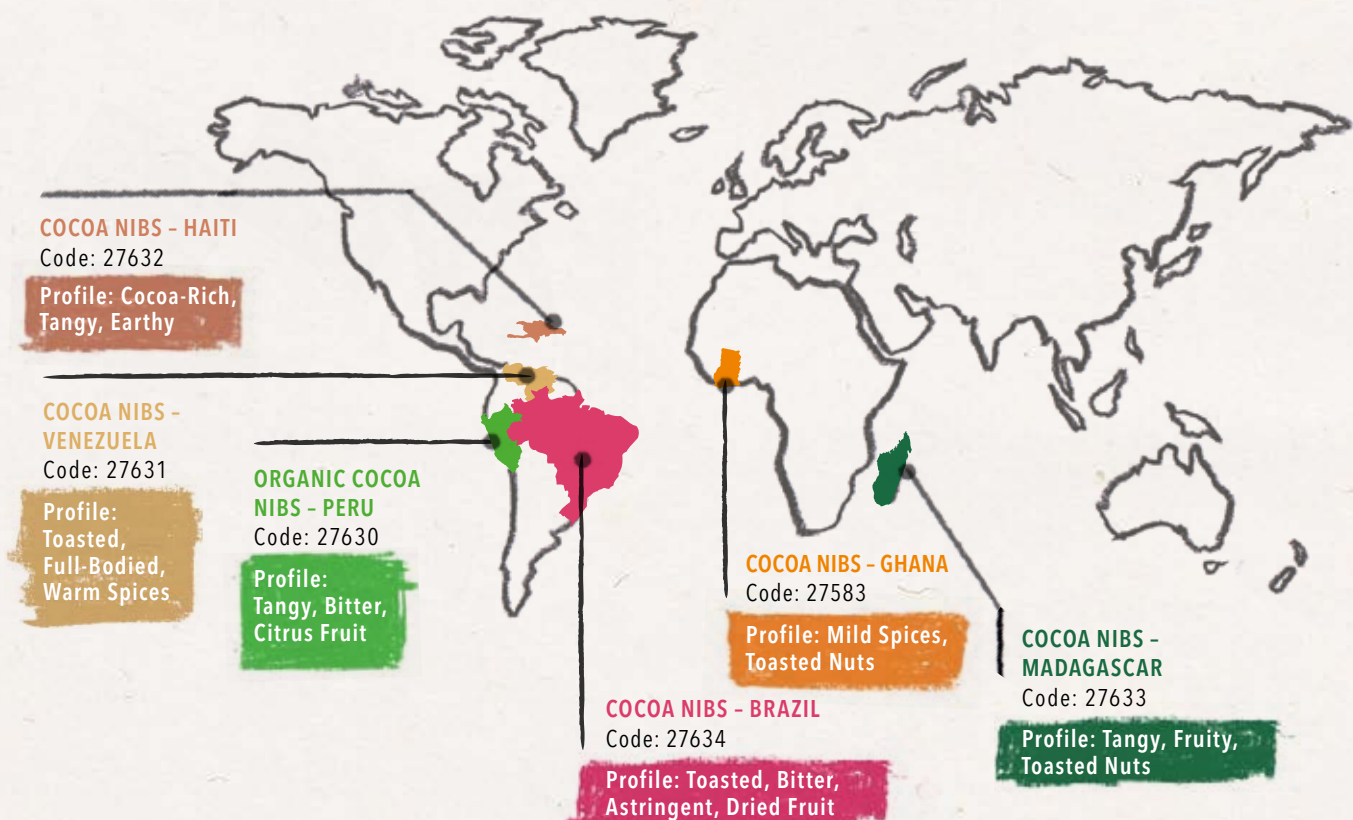 COCOA NIBS – HAITI
Code: 27632
Profile: Cocoa-Rich,
Tangy, Earthy
COCOA NIBS –
VENEZUELA
Code: 27631
Profile:
Toasted,
Full-Bodied,
Warm Spices
ORGANIC COCOA
NIBS – PERU
Code: 27630
Profile:
Tangy, Bitter,
Citrus Fruit
COCOA NIBS – BRAZIL
Code: 27634
Profile: Toasted, Bitter,
Astringent, Dried Fruit
COCOA NIBS – GHANA
Code: 27583
Profile: Mild Spices,
Toasted Nuts
COCOA NIBS –
MADAGASCAR
Code: 27633
Profile: Tangy, Fruity,
Toasted Nuts